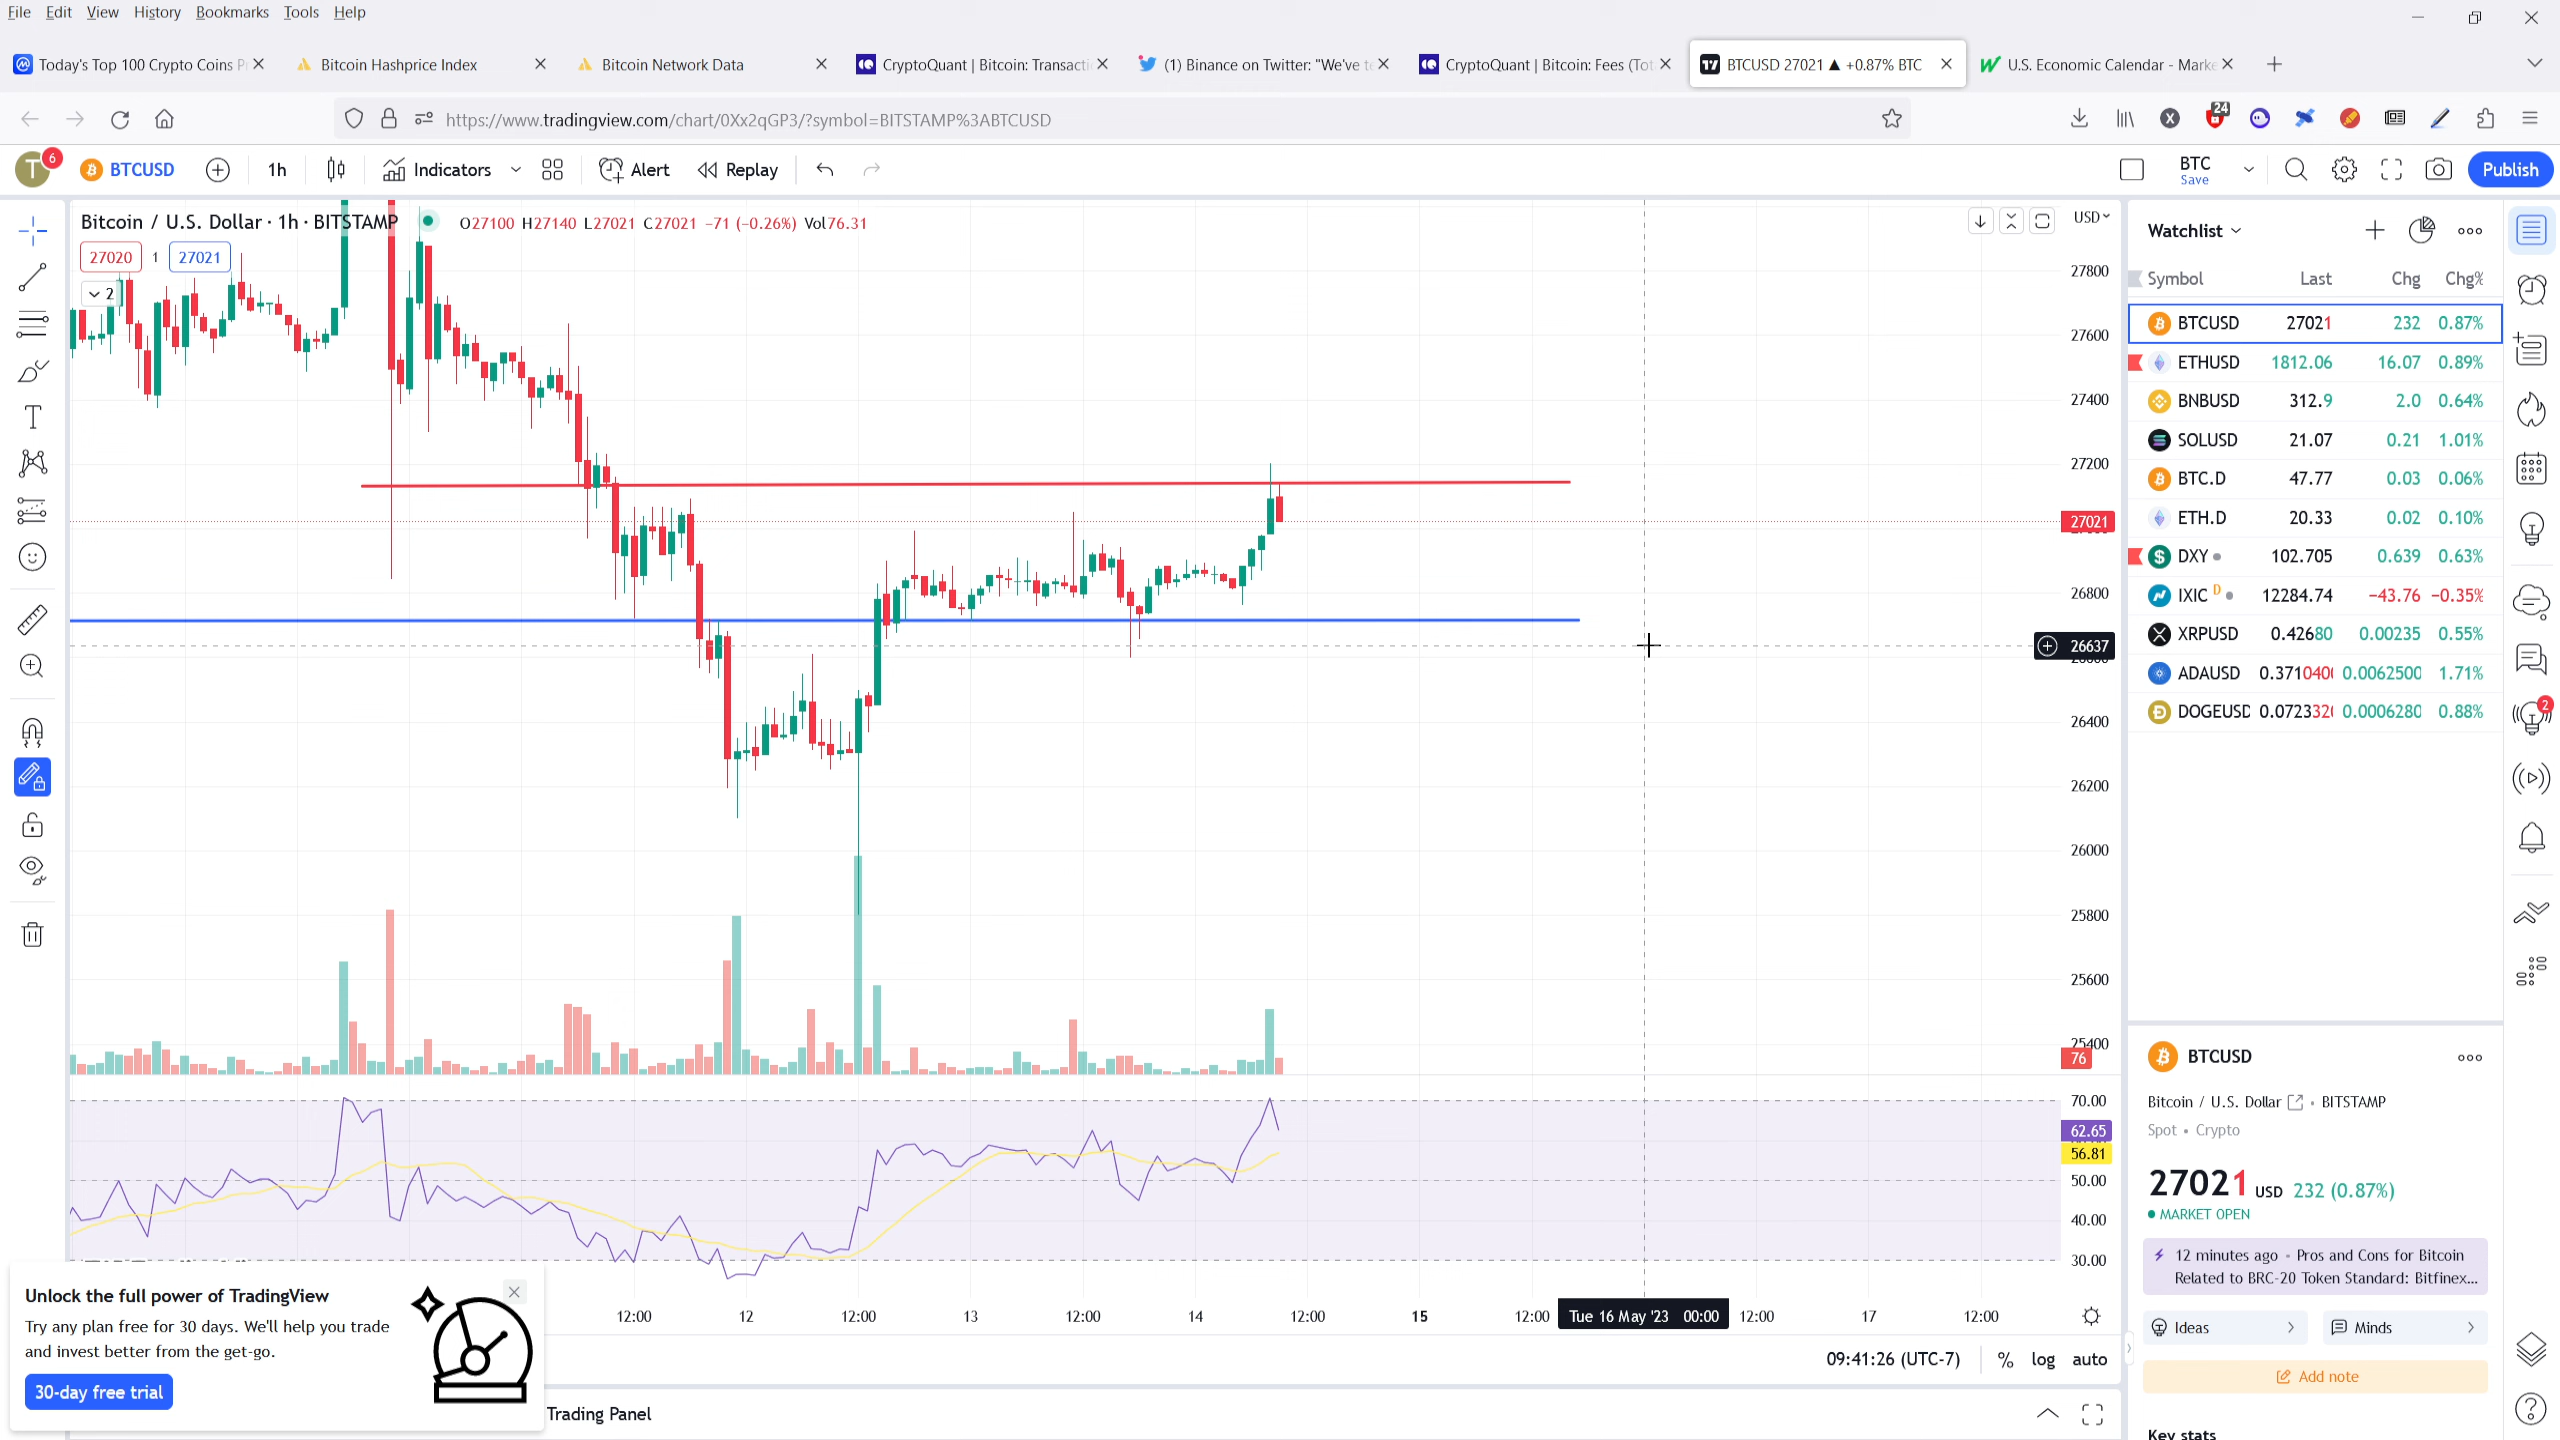 File Edit View History Bookmarks Tools Help
Today's Top 100 Crypto Coins P
Bitcoin Hashprice Index
Bitcoin Network Data
CryptoQuant | Bitcoin: Transacti
(1) Binance on Twitter: "We've t
CryptoQuant | Bitcoin: Fees (Tot
BTCUSD 27021 ▲ +0.87% BTC
U.S. Economic Calendar - Marke
https://www.tradingview.com/chart/0Xx2qGP3/?symbol=BITSTAMP%3ABTCUSD
24
T 6 BTCUSD 1h Indicators Alert Replay BTC Save Publish
Bitcoin / U.S. Dollar · 1h · BITSTAMP O27100 H27140 L27021 C27021 −71 (−0.26%) Vol76.31
27020 1 27021
2
USD
27800
27600
27400
27200
27021
26800
26637
26400
26200
26000
25800
25600
25400
76
70.00
62.65
56.81
50.00
40.00
30.00
12:00 12 12:00 13 12:00 14 12:00 15 12:00 Tue 16 May '23 00:00 12:00 17 12:00
09:41:26 (UTC-7) % log auto
Trading Panel
Unlock the full power of TradingView
Try any plan free for 30 days. We'll help you trade
and invest better from the get-go.
30-day free trial
Watchlist
Symbol Last Chg Chg%
BTCUSD 27021 232 0.87%
ETHUSD 1812.06 16.07 0.89%
BNBUSD 312.9 2.0 0.64%
SOLUSD 21.07 0.21 1.01%
BTC.D 47.77 0.03 0.06%
ETH.D 20.33 0.02 0.10%
DXY 102.705 0.639 0.63%
IXIC D 12284.74 −43.76 −0.35%
XRPUSD 0.42680 0.00235 0.55%
ADAUSD 0.371040 0.0062500 1.71%
DOGEUSD 0.072332 0.0006280 0.88%
2
BTCUSD
Bitcoin / U.S. Dollar • BITSTAMP
Spot • Crypto
27021 USD 232 (0.87%)
MARKET OPEN
12 minutes ago • Pros and Cons for Bitcoin
Related to BRC-20 Token Standard: Bitfinex...
Ideas
Minds
Add note
Key stats